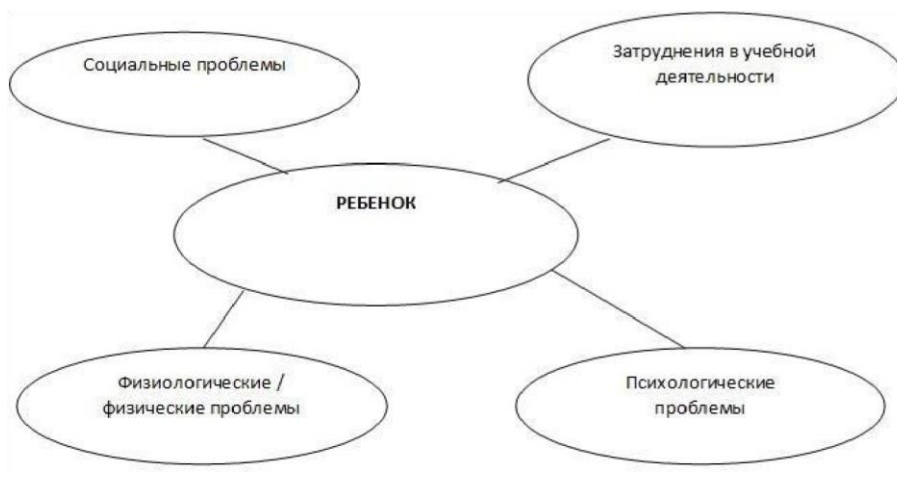 Социальные проблемы
Затруднения в учебной
деятельности
РЕБЕНОК
Физиологические /
физические проблемы
Психологические
проблемы